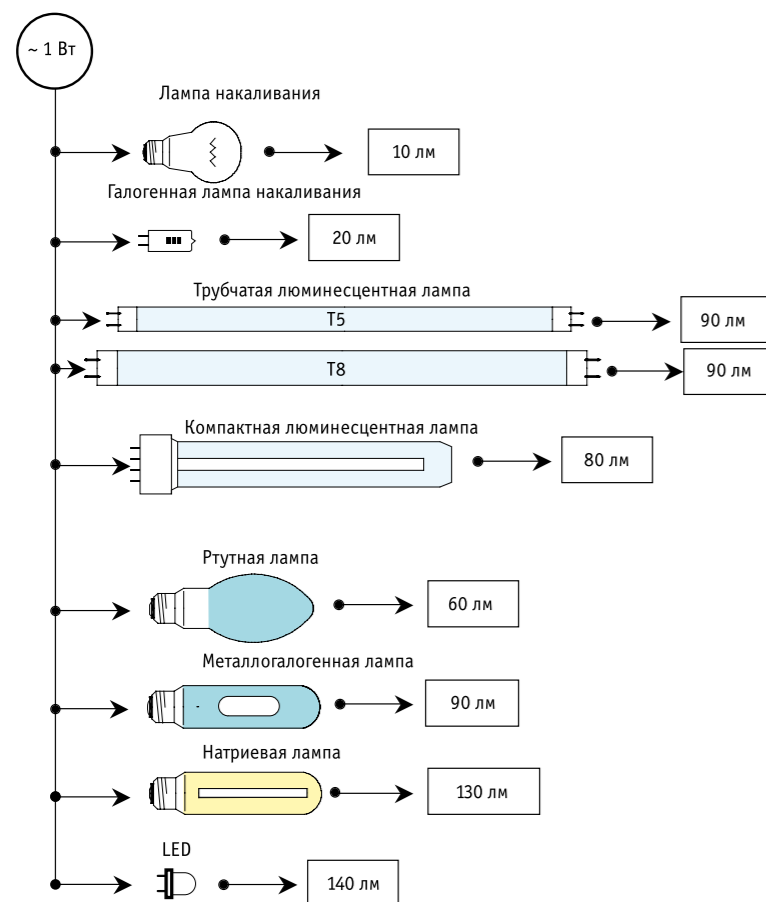 ~ 1 Вт
Лампа накаливания
10 лм
Галогенная лампа накаливания
20 лм
Трубчатая люминесцентная лампа
T5
90 лм
T8
90 лм
Компактная люминесцентная лампа
80 лм
Ртутная лампа
60 лм
Металлогалогенная лампа
90 лм
Натриевая лампа
130 лм
LED
140 лм